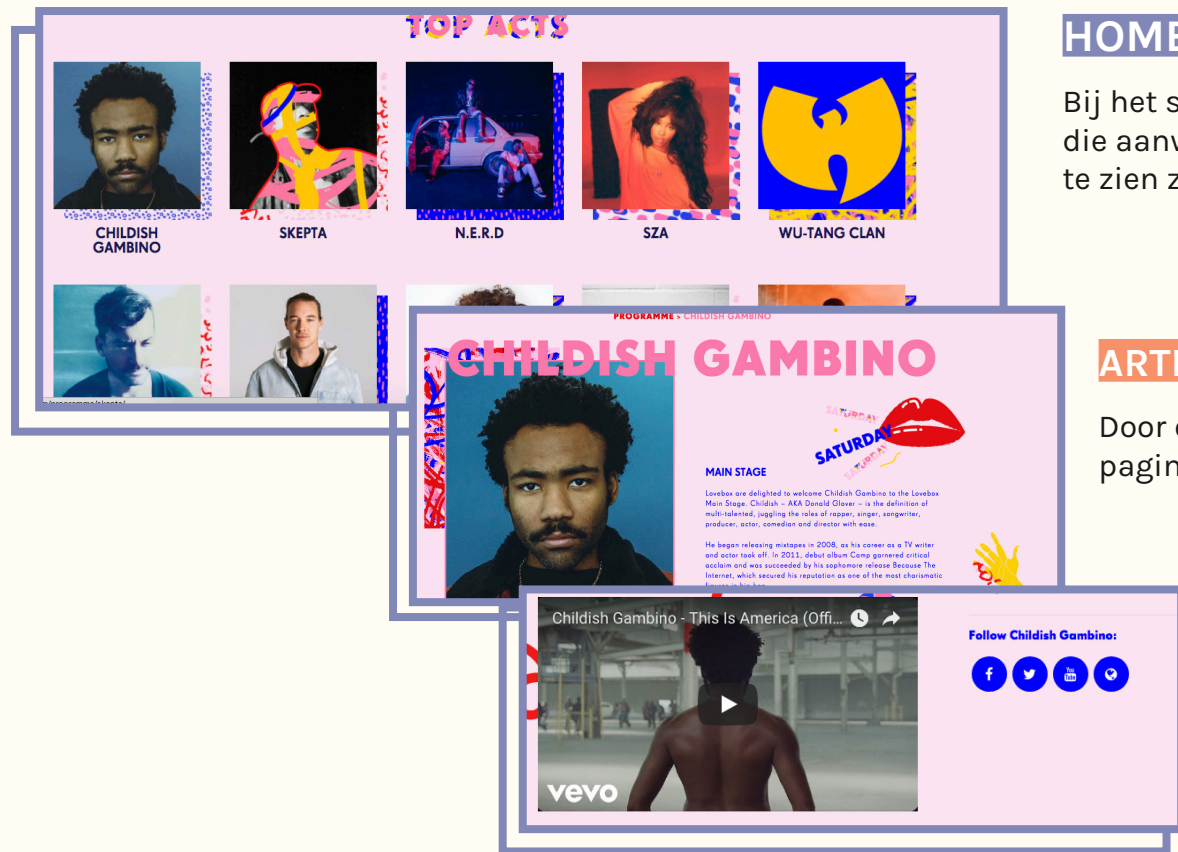 TOP ACTS
CHILDISH
GAMBINO
SKEPTA
N.E.R.D
SZA
WU-TANG CLAN
HOME
Bij het s
die aanv
te zien z
PROGRAMME > CHILDISH GAMBINO
CHILDISH GAMBINO
SATURDAY
SATURDAY
SATURDAY
MAIN STAGE
Lovebox are delighted to welcome Childish Gambino to the Lovebox
Main Stage. Childish – AKA Donald Glover – is the definition of
multi-talented, juggling the roles of rapper, singer, songwriter,
producer, actor, comedian and director with ease.
He began releasing mixtapes in 2008, as his career as a TV writer
and actor took off. In 2011, debut album Camp garnered critical
acclaim and was succeeded by his sophomore release Because The
Internet, which secured his reputation as one of the most charismatic
ARTI
Door
pagin
Childish Gambino - This Is America (Offi...
vevo
Follow Childish Gambino:
You
Tube